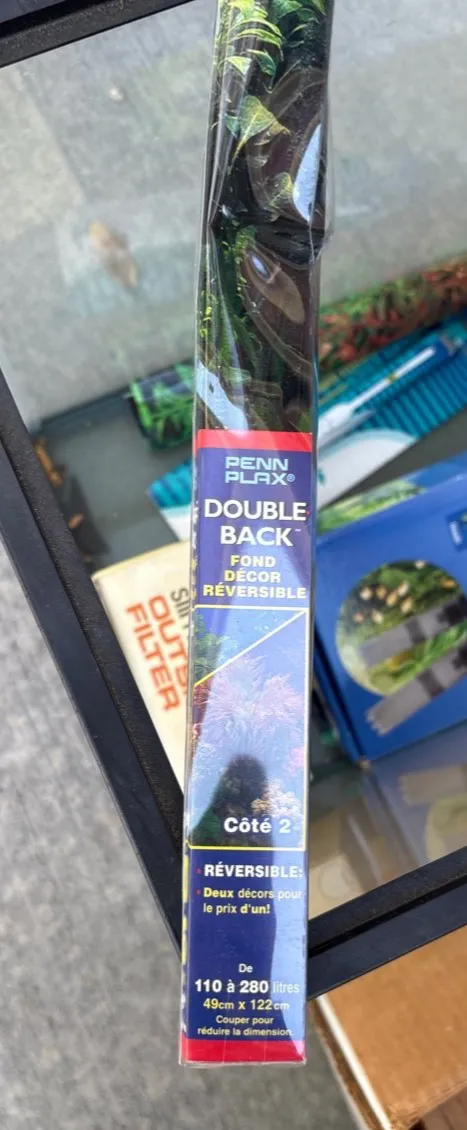 PENN
PLAX®
DOUBLE
BACK™
FOND
DÉCOR
RÉVERSIBLE
Côté 2
• RÉVERSIBLE:
• Deux décors pour
le prix d'un!
De
110 à 280 litres
49cm x 122cm
Couper pour
réduire la dimension.
FILTER